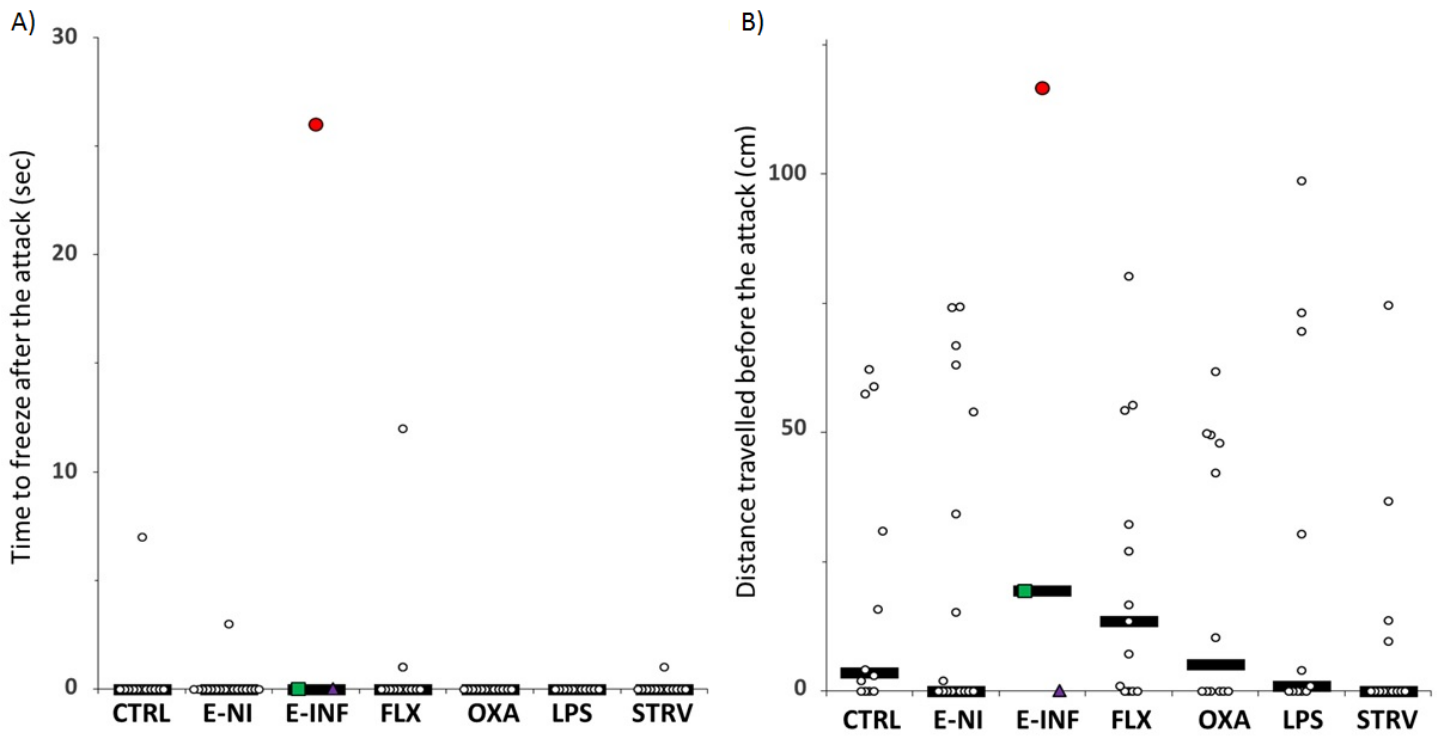 A)
Time to freeze after the attack (sec)
30
20
10
0
CTRL E-NI E-INF FLX OXA LPS STRV
B)
Distance travelled before the attack (cm)
100
50
0
CTRL E-NI E-INF FLX OXA LPS STRV